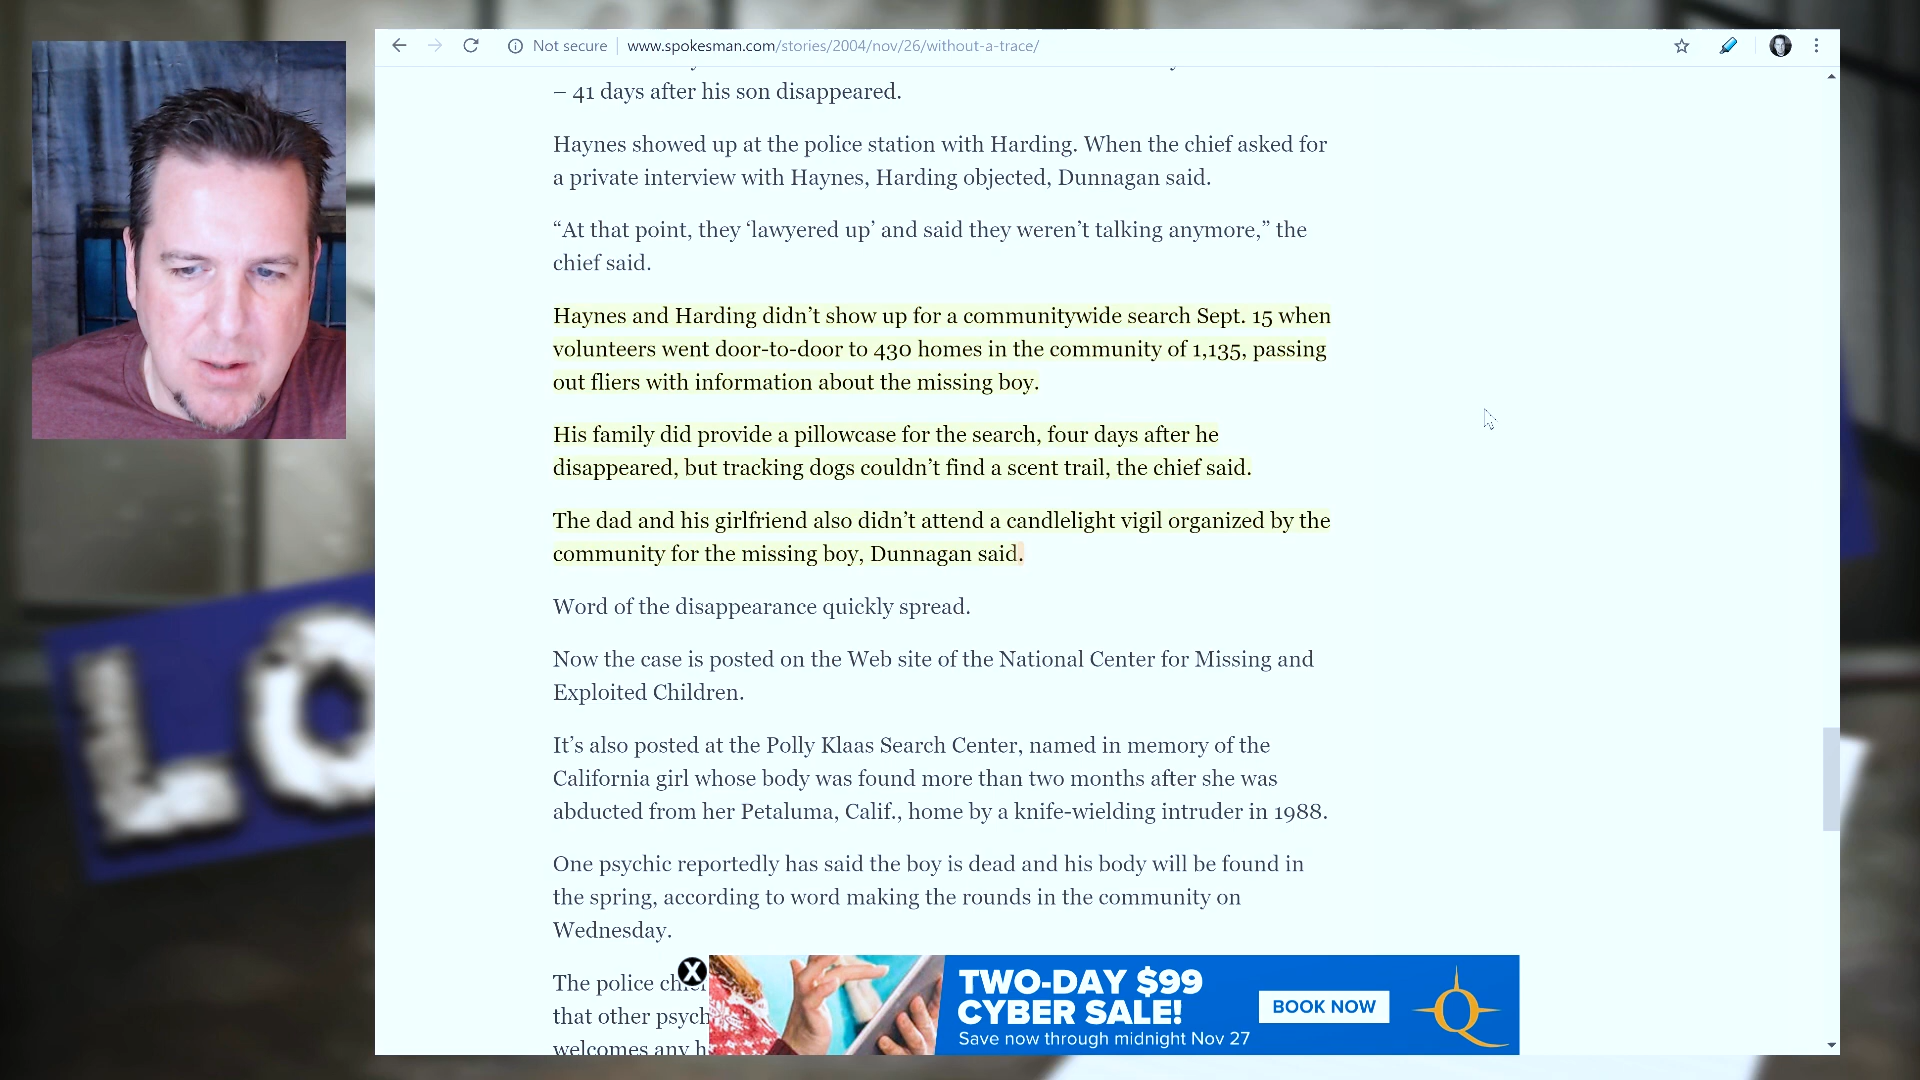 Not secure
www.spokesman.com/stories/2004/nov/26/without-a-trace/
– 41 days after his son disappeared.
Haynes showed up at the police station with Harding. When the chief asked for
a private interview with Haynes, Harding objected, Dunnagan said.
“At that point, they ‘lawyered up’ and said they weren’t talking anymore,” the
chief said.
Haynes and Harding didn’t show up for a communitywide search Sept. 15 when
volunteers went door-to-door to 430 homes in the community of 1,135, passing
out fliers with information about the missing boy.
His family did provide a pillowcase for the search, four days after he
disappeared, but tracking dogs couldn’t find a scent trail, the chief said.
The dad and his girlfriend also didn’t attend a candlelight vigil organized by the
community for the missing boy, Dunnagan said.
Word of the disappearance quickly spread.
Now the case is posted on the Web site of the National Center for Missing and
Exploited Children.
It’s also posted at the Polly Klaas Search Center, named in memory of the
California girl whose body was found more than two months after she was
abducted from her Petaluma, Calif., home by a knife-wielding intruder in 1988.
One psychic reportedly has said the boy is dead and his body will be found in
the spring, according to word making the rounds in the community on
Wednesday.
The police
that other psych
welcomes any h
X
TWO-DAY $99
CYBER SALE!
Save now through midnight Nov 27
BOOK NOW
LO